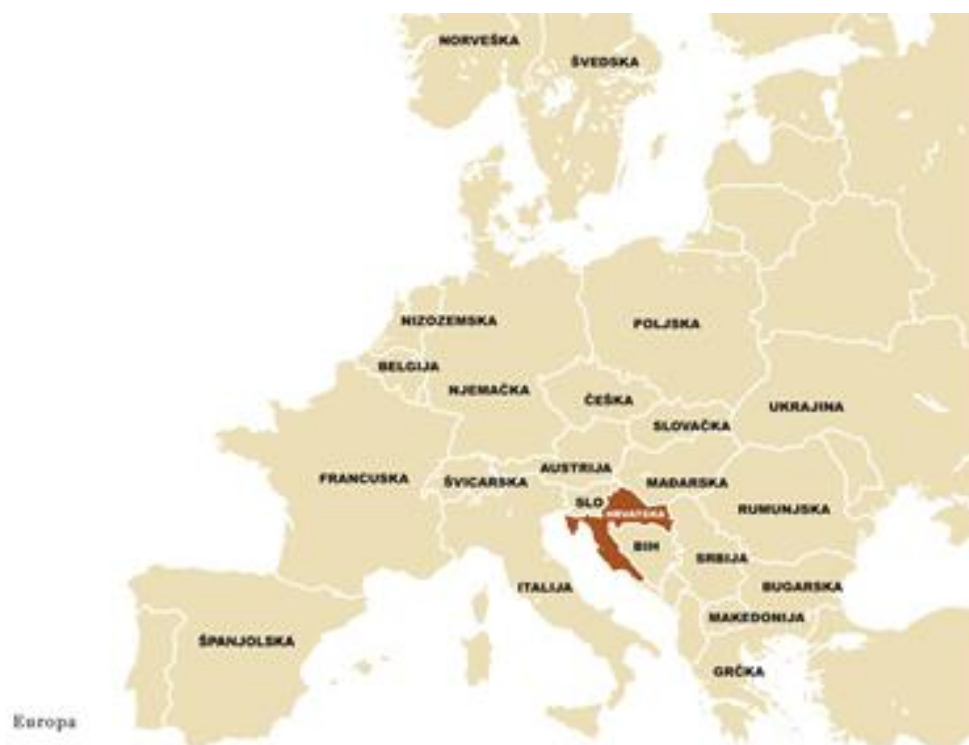 NORVEŠKA
ŠVEDSKA
NIZOZEMSKA
POLJSKA
BELGIJA
NJEMAČKA
ČEŠKA
UKRAJINA
SLOVAČKA
AUSTRIJA
FRANCUSKA
ŠVICARSKA
MAĐARSKA
SLO
HRVATSKA
RUMUNJSKA
BIH
SRBIJA
ITALIJA
BUGARSKA
MAKEDONIJA
ŠPANJOLSKA
GRČKA
Europa